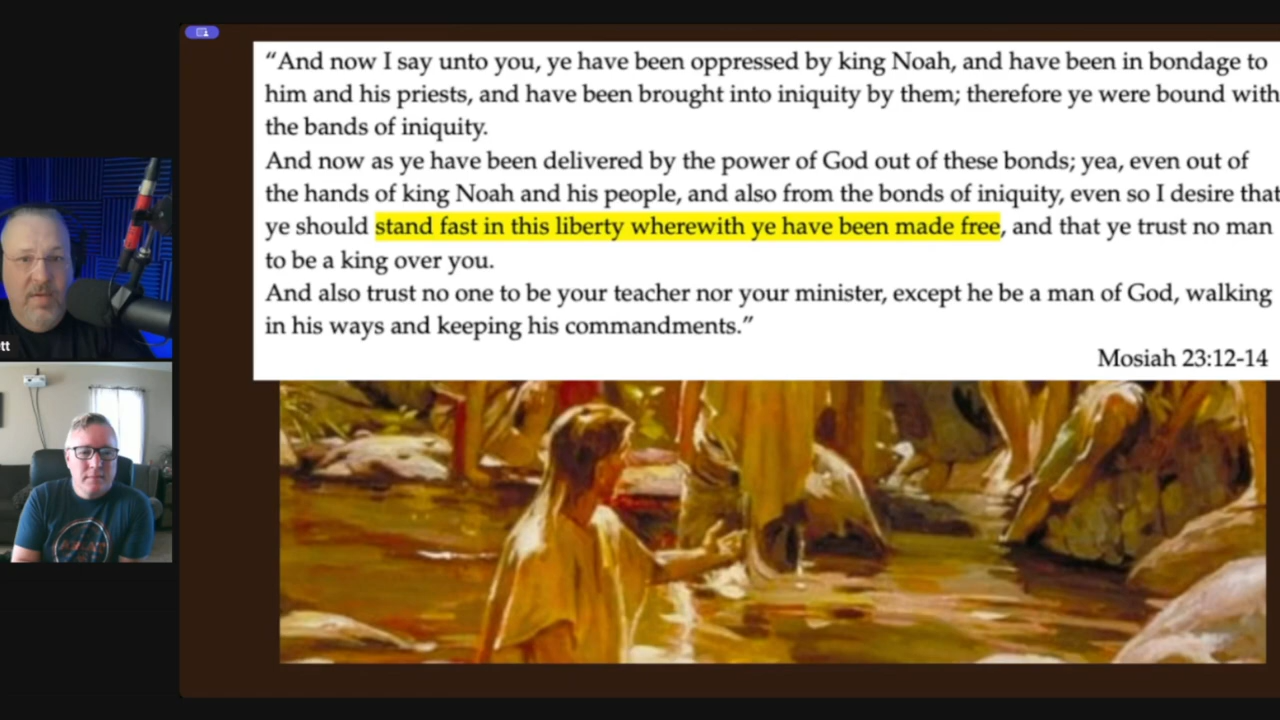 “And now I say unto you, ye have been oppressed by king Noah, and have been in bondage to
him and his priests, and have been brought into iniquity by them; therefore ye were bound with
the bands of iniquity.
And now as ye have been delivered by the power of God out of these bonds; yea, even out of
the hands of king Noah and his people, and also from the bonds of iniquity, even so I desire that
ye should stand fast in this liberty wherewith ye have been made free, and that ye trust no man
to be a king over you.
And also trust no one to be your teacher nor your minister, except he be a man of God, walking
in his ways and keeping his commandments.”
Mosiah 23:12-14
tt